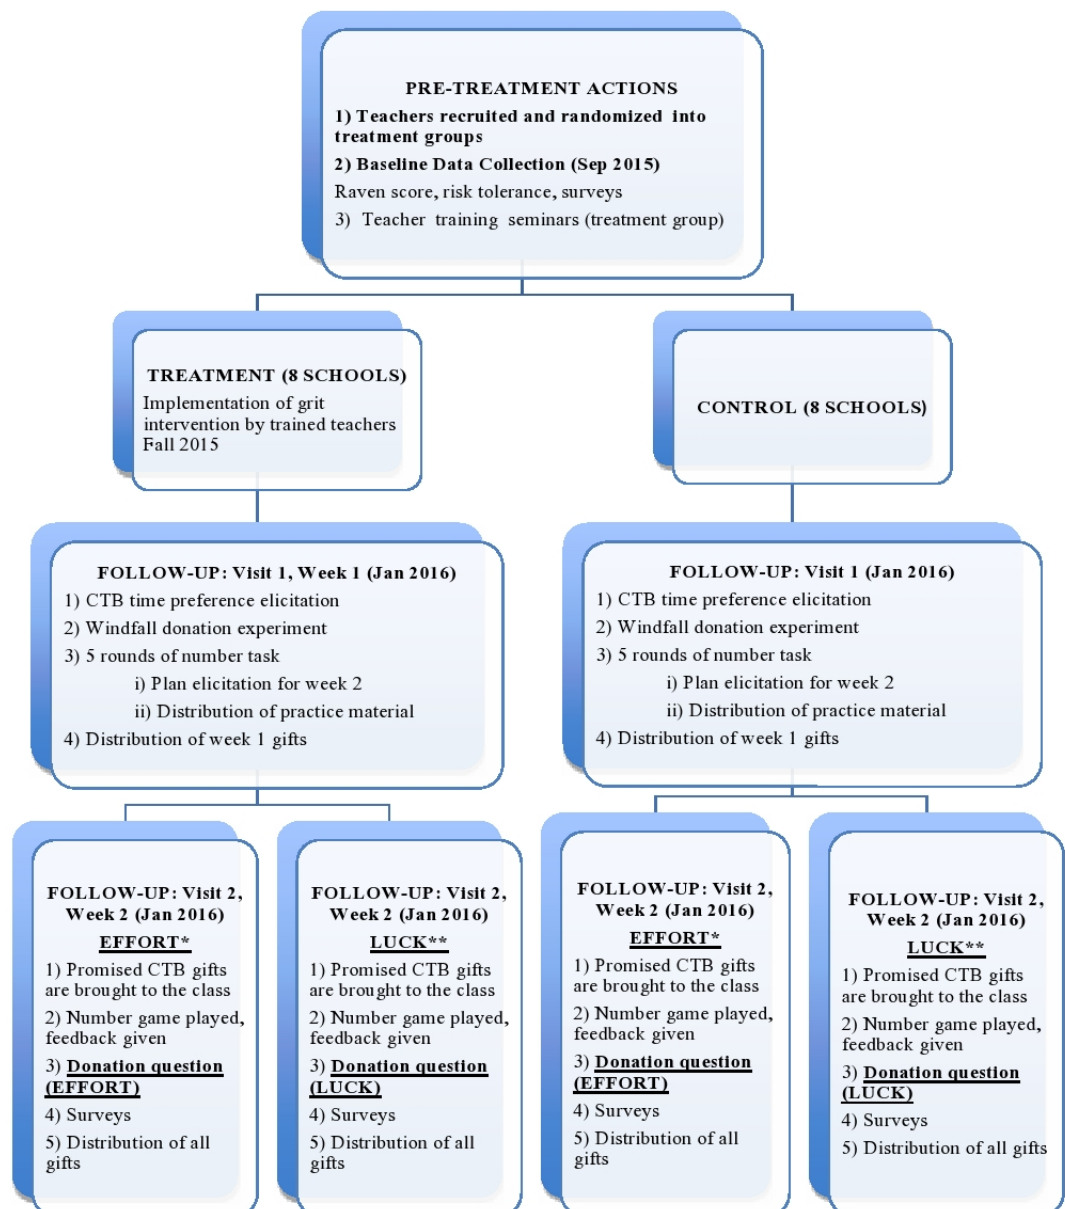 PRE-TREATMENT ACTIONS
1) Teachers recruited and randomized into
treatment groups
2) Baseline Data Collection (Sep 2015)
Raven score, risk tolerance, surveys
3) Teacher training seminars (treatment group)
TREATMENT (8 SCHOOLS)
Implementation of grit
intervention by trained teachers
Fall 2015
CONTROL (8 SCHOOLS)
FOLLOW-UP: Visit 1, Week 1 (Jan 2016)
1) CTB time preference elicitation
2) Windfall donation experiment
3) 5 rounds of number task
i) Plan elicitation for week 2
ii) Distribution of practice material
4) Distribution of week 1 gifts
FOLLOW-UP: Visit 1 (Jan 2016)
1) CTB time preference elicitation
2) Windfall donation experiment
3) 5 rounds of number task
i) Plan elicitation for week 2
ii) Distribution of practice material
4) Distribution of week 1 gifts
FOLLOW-UP: Visit 2,
Week 2 (Jan 2016)
EFFORT*
1) Promised CTB gifts
are brought to the class
2) Number game played,
feedback given
3) Donation question
(EFFORT)
4) Surveys
5) Distribution of all
gifts
FOLLOW-UP: Visit 2,
Week 2 (Jan 2016)
LUCK**
1) Promised CTB gifts
are brought to the class
2) Number game played,
feedback given
3) Donation question
(LUCK)
4) Surveys
5) Distribution of all
gifts
FOLLOW-UP: Visit 2,
Week 2 (Jan 2016)
EFFORT*
1) Promised CTB gifts
are brought to the class
2) Number game played,
feedback given
3) Donation question
(EFFORT)
4) Surveys
5) Distribution of all
gifts
FOLLOW-UP: Visit 2,
Week 2 (Jan 2016)
LUCK**
1) Promised CTB gifts
are brought to the class
2) Number game played,
feedback given
3) Donation question
(LUCK)
4) Surveys
5) Distribution of all gifts